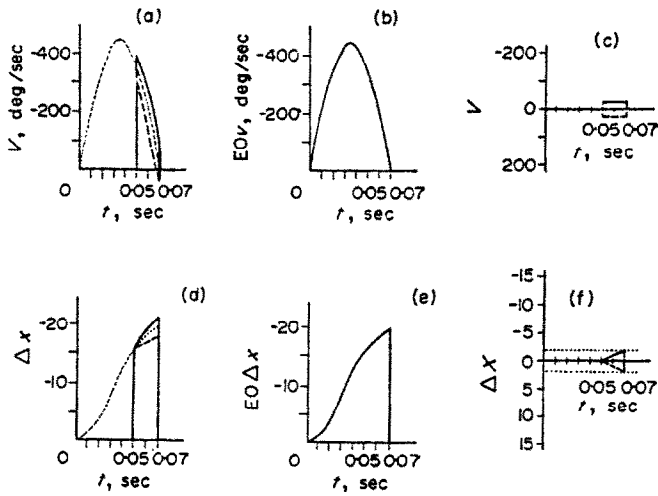 (a)
-400
-200
V, deg/sec
0
0·05 0·07
t, sec
(b)
-400
-200
EOv, deg/sec
0
0·05 0·07
t, sec
(c)
-200
0
200
V
0·05 0·07
t, sec
(d)
-20
-10
Δx
0
0·05 0·07
t, sec
(e)
-20
-10
EOΔx
0
0·05 0·07
t, sec
(f)
-15
-10
-5
0
5
10
15
Δx
0·05 0·07
t, sec